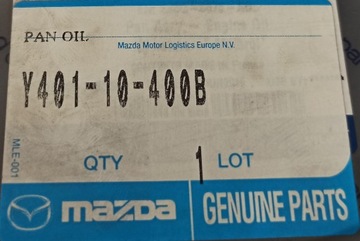 PAN OIL
Mazda Motor Logistics Europe N.V.
Y401-10-400B
MLE-001
QTY 1 LOT
mazda GENUINE PARTS